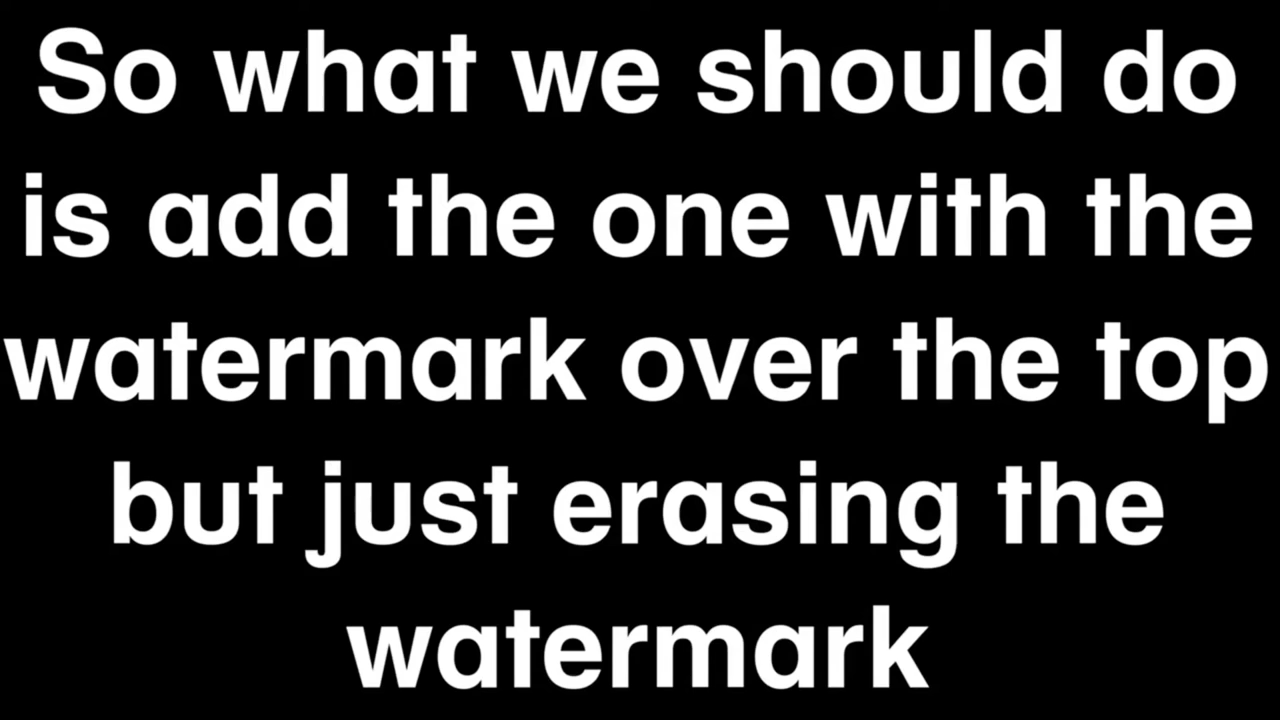 So what we should do
is add the one with the
watermark over the top
but just erasing the
watermark